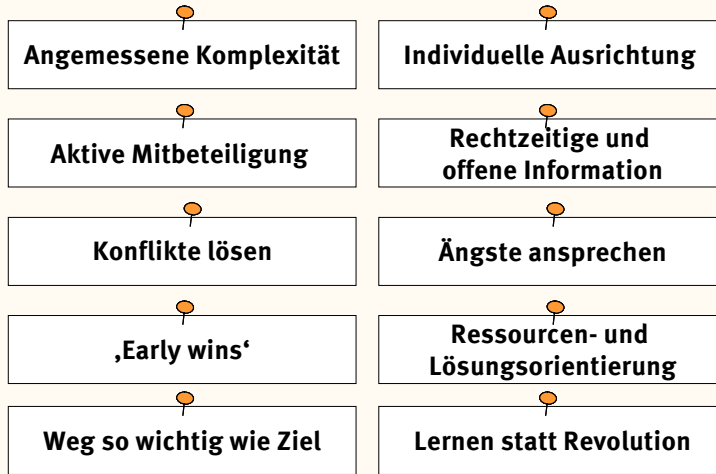 Angemessene Komplexität
Individuelle Ausrichtung
Aktive Mitbeteiligung
Rechtzeitige und
offene Information
Konflikte lösen
Ängste ansprechen
‚Early wins‘
Ressourcen- und
Lösungsorientierung
Weg so wichtig wie Ziel
Lernen statt Revolution